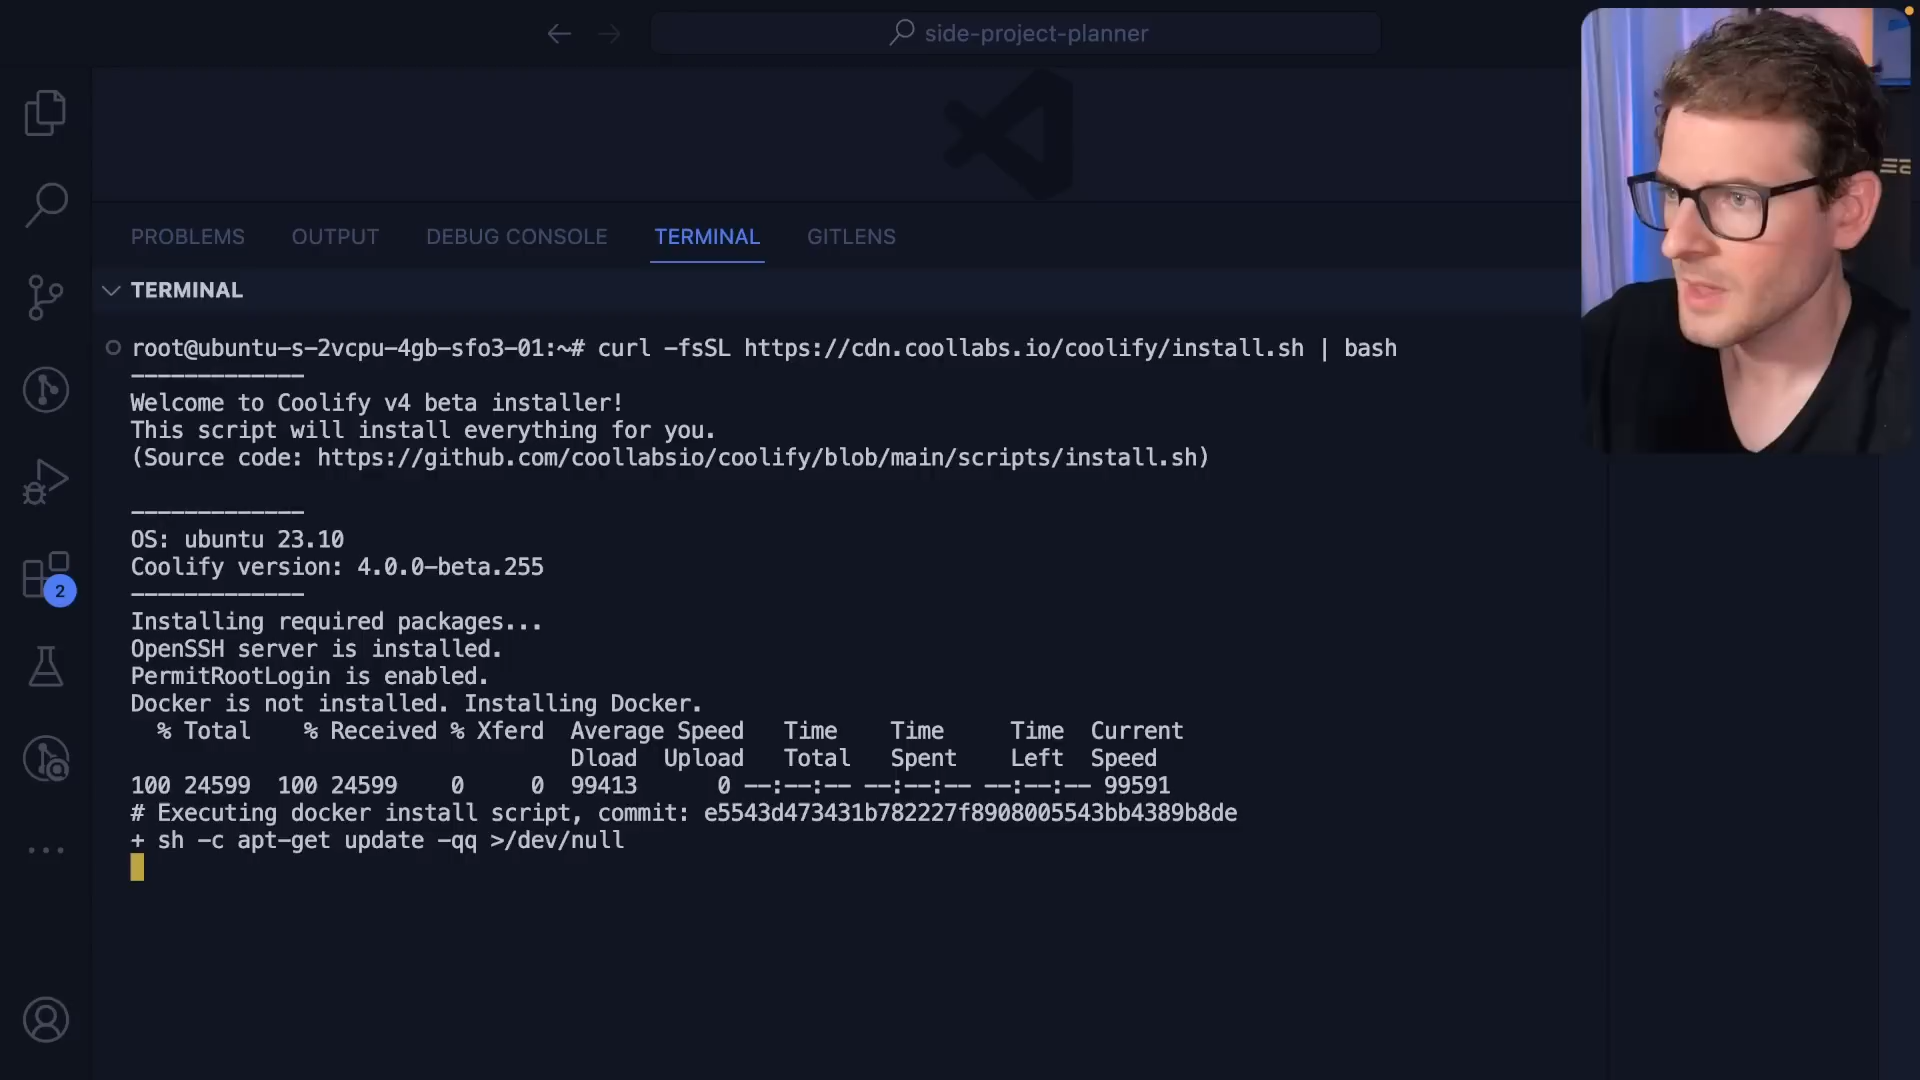 side-project-planner
PROBLEMS OUTPUT DEBUG CONSOLE TERMINAL GITLENS
TERMINAL
root@ubuntu-s-2vcpu-4gb-sfo3-01:~# curl -fsSL https://cdn.coollabs.io/coolify/install.sh | bash
-------------
Welcome to Coolify v4 beta installer!
This script will install everything for you.
(Source code: https://github.com/coollabsio/coolify/blob/main/scripts/install.sh)
-------------
OS: ubuntu 23.10
Coolify version: 4.0.0-beta.255
-------------
Installing required packages...
OpenSSH server is installed.
PermitRootLogin is enabled.
Docker is not installed. Installing Docker.
% Total % Received % Xferd Average Speed Time Time Time Current
Dload Upload Total Spent Left Speed
100 24599 100 24599 0 0 99413 0 --:--:-- --:--:-- --:--:-- 99591
# Executing docker install script, commit: e5543d473431b782227f8908005543bb4389b8de
+ sh -c apt-get update -qq >/dev/null
2